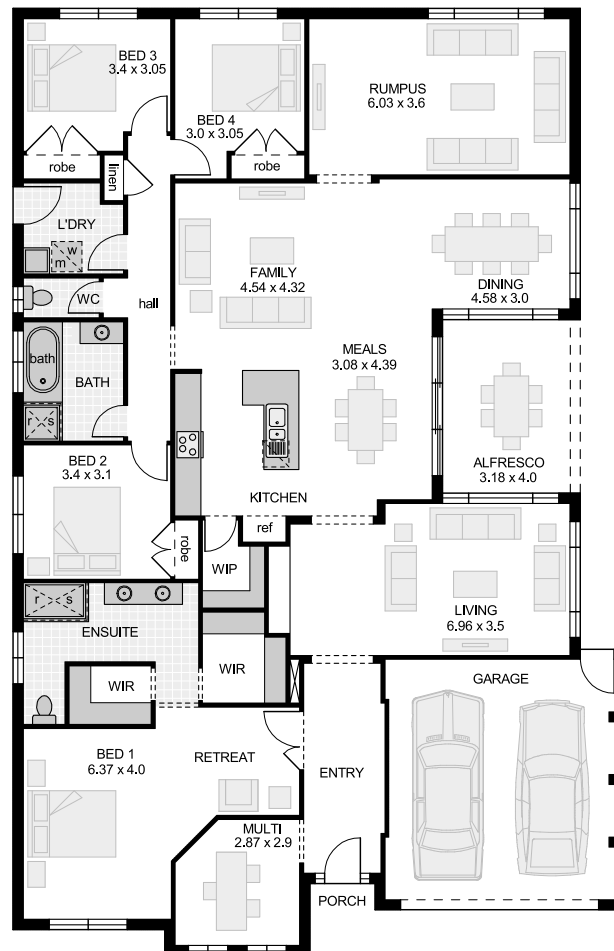 BED 3
3.4 x 3.05
BED 4
3.0 x 3.05
RUMPUS
6.03 x 3.6
robe
linen
robe
L'DRY
w
m
FAMILY
4.54 x 4.32
DINING
4.58 x 3.0
WC
hall
bath
BATH
r s
MEALS
3.08 x 4.39
ALFRESCO
3.18 x 4.0
BED 2
3.4 x 3.1
KITCHEN
robe
ref
WIP
r s
ENSUITE
LIVING
6.96 x 3.5
WIR
WIR
GARAGE
BED 1
6.37 x 4.0
RETREAT
ENTRY
MULTI
2.87 x 2.9
PORCH